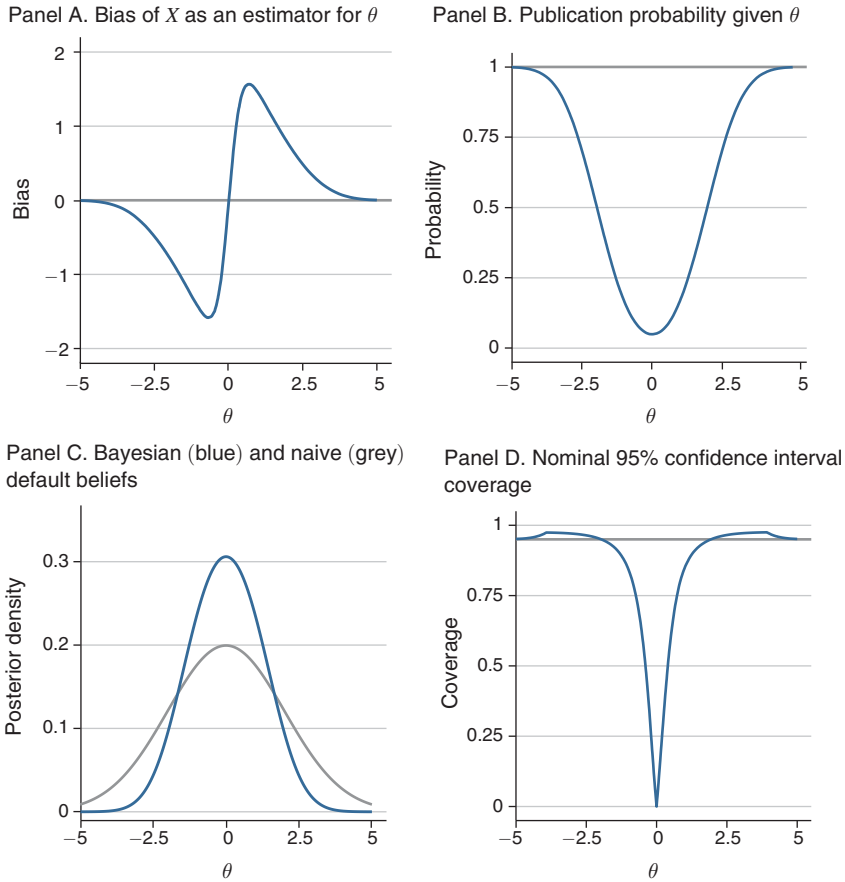 Panel A. Bias of X as an estimator for θ
2
1
0
−1
−2
Bias
−5
−2.5
0
2.5
5
θ
Panel B. Publication probability given θ
1
0.75
0.5
0.25
0
Probability
−5
−2.5
0
2.5
5
θ
Panel C. Bayesian (blue) and naive (grey)
default beliefs
0.3
0.2
0.1
0
Posterior density
−5
−2.5
0
2.5
5
θ
Panel D. Nominal 95% confidence interval
coverage
1
0.75
0.5
0.25
0
Coverage
−5
−2.5
0
2.5
5
θ